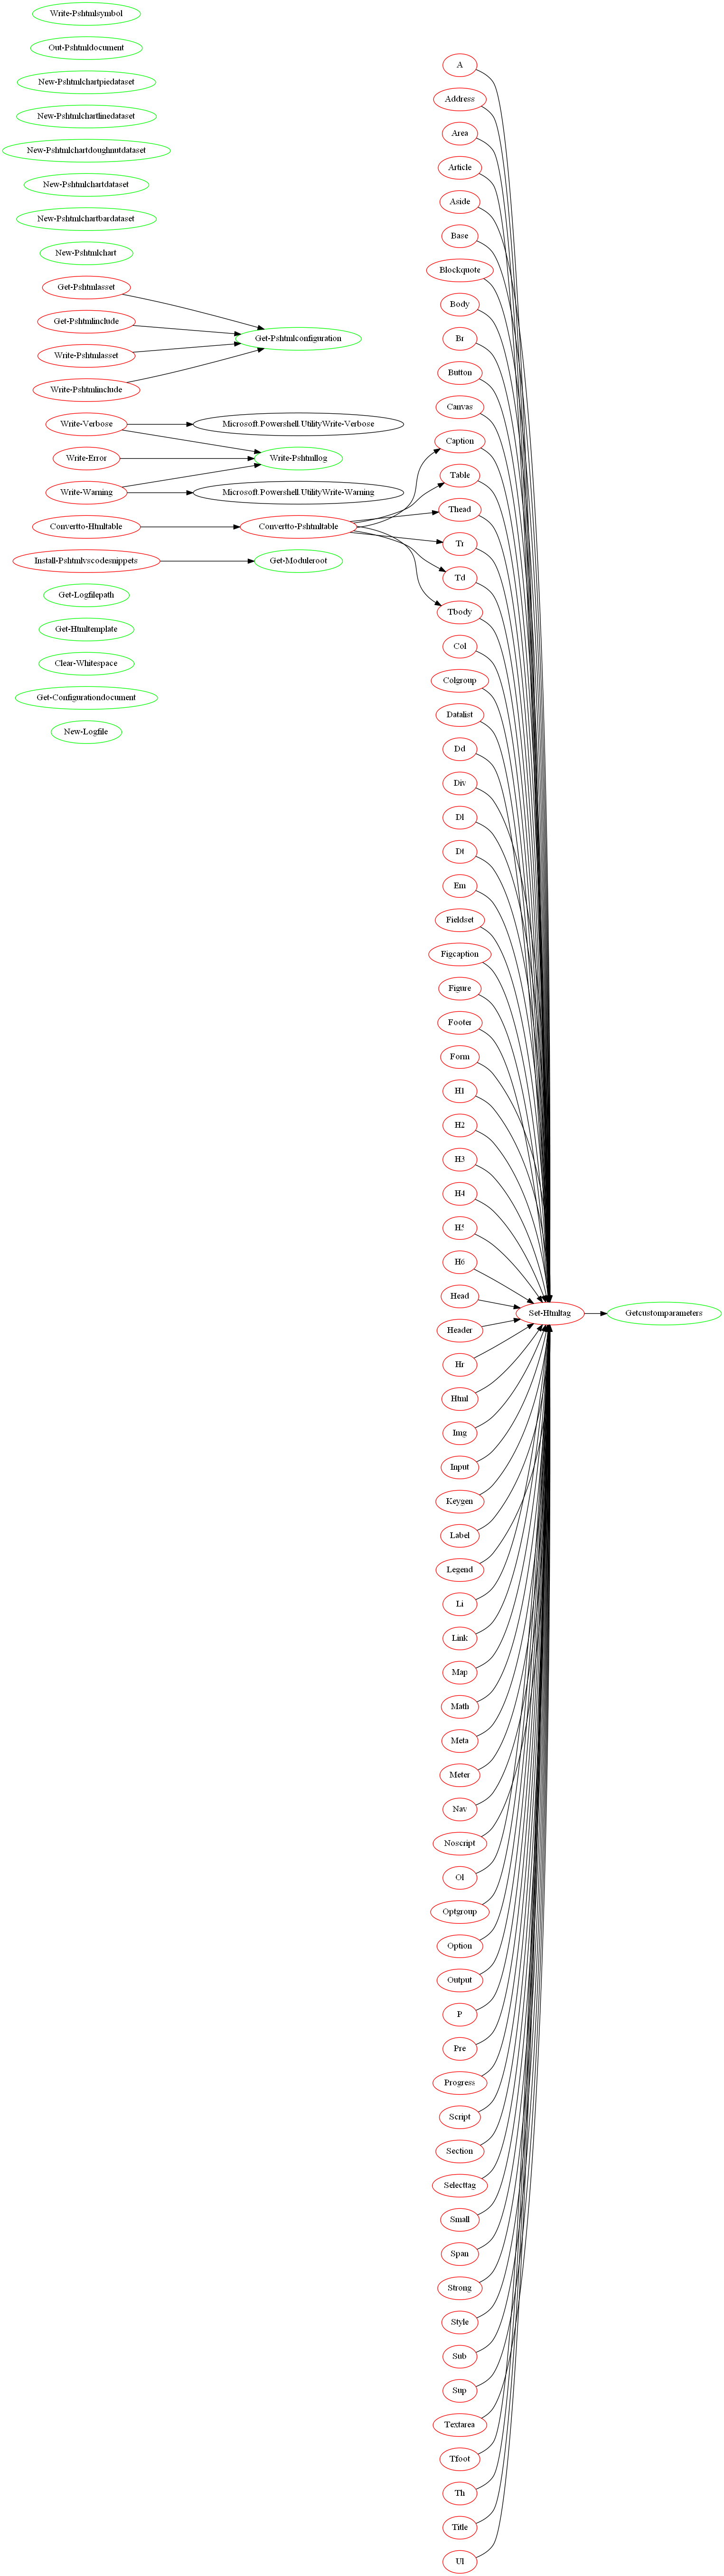 Write-Pshtmlsymbol
Out-Pshtmldocument
New-Pshtmlchartpiedataset
New-Pshtmlchartlinedataset
New-Pshtmlchartdoughnutdataset
New-Pshtmlchartdataset
New-Pshtmlchartbardataset
New-Pshtmlchart
Get-Pshtmlasset
Get-Pshtmlinclude
Write-Pshtmlasset
Write-Pshtmlinclude
Write-Verbose
Write-Error
Write-Warning
Convertto-Htmltable
Install-Pshtmlvscodesnippets
Get-Logfilepath
Get-Htmltemplate
Clear-Whitespace
Get-Configurationdocument
New-Logfile
Get-Pshtmlconfiguration
Microsoft.Powershell.UtilityWrite-Verbose
Write-Pshtmllog
Microsoft.Powershell.UtilityWrite-Warning
Convertto-Pshtmltable
Get-Moduleroot
A
Address
Area
Article
Aside
Base
Blockquote
Body
Br
Button
Canvas
Caption
Table
Thead
Tr
Td
Tbody
Col
Colgroup
Datalist
Dd
Div
Dl
Dt
Em
Fieldset
Figcaption
Figure
Footer
Form
H1
H2
H3
H4
H5
H6
Head
Header
Hr
Html
Img
Input
Keygen
Label
Legend
Li
Link
Map
Math
Meta
Meter
Nav
Noscript
Ol
Optgroup
Option
Output
P
Pre
Progress
Script
Section
Selecttag
Small
Span
Strong
Style
Sub
Sup
Textarea
Tfoot
Th
Title
Ul
Set-Htmltag
Getcustomparameters